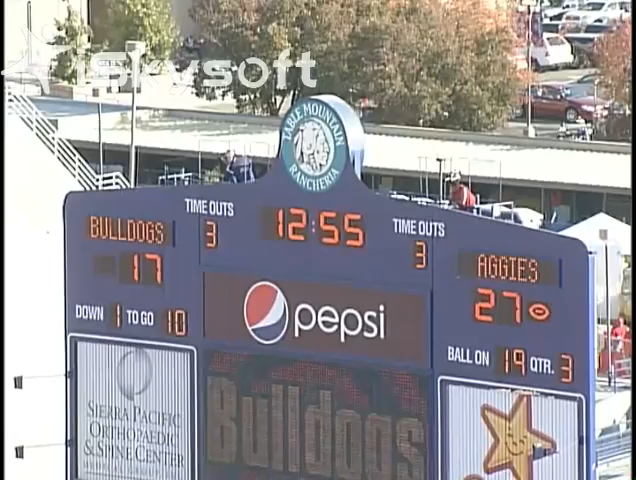 iSkysoft
TABLE MOUNTAIN
RANCHERIA
TIME OUTS
3
12:55
TIME OUTS
3
BULLDOGS
17
AGGIES
27
DOWN 1 TO GO 10
pepsi
BALL ON 19 QTR. 3
SIERRA PACIFIC
ORTHOPAEDIC
& SPINE CENTER
Bulldogs